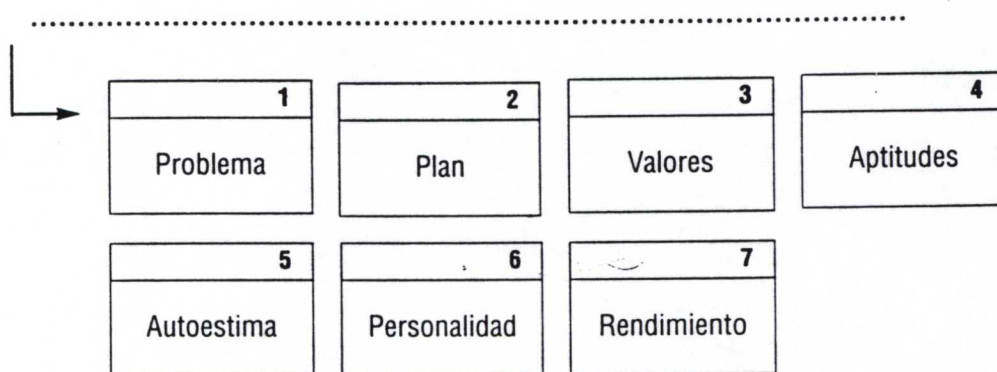 1 2 3 4
Problema Plan Valores Aptitudes
5 6 7
Autoestima Personalidad Rendimiento